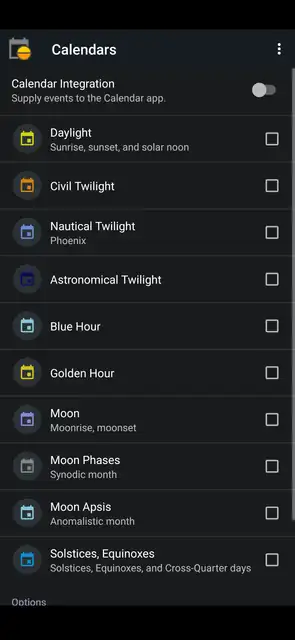 Calendars
Calendar Integration
Supply events to the Calendar app.
Daylight
Sunrise, sunset, and solar noon
Civil Twilight
Nautical Twilight
Phoenix
Astronomical Twilight
Blue Hour
Golden Hour
Moon
Moonrise, moonset
Moon Phases
Synodic month
Moon Apsis
Anomalistic month
Solstices, Equinoxes
Solstices, Equinoxes, and Cross-Quarter days
Options